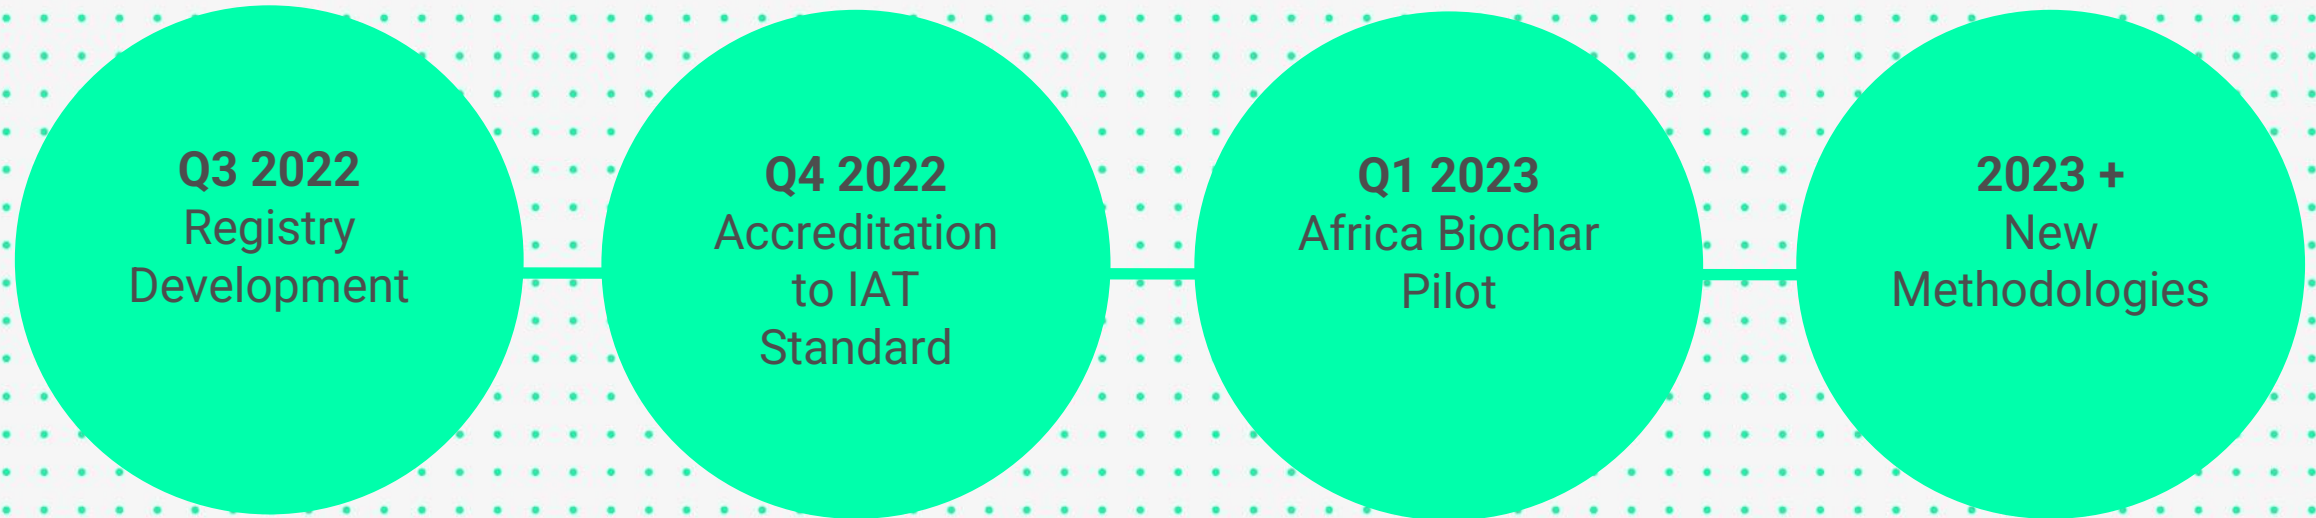 Q3 2022
Registry
Development
Q4 2022
Accreditation
to IAT
Standard
Q1 2023
Africa Biochar
Pilot
2023 +
New
Methodologies